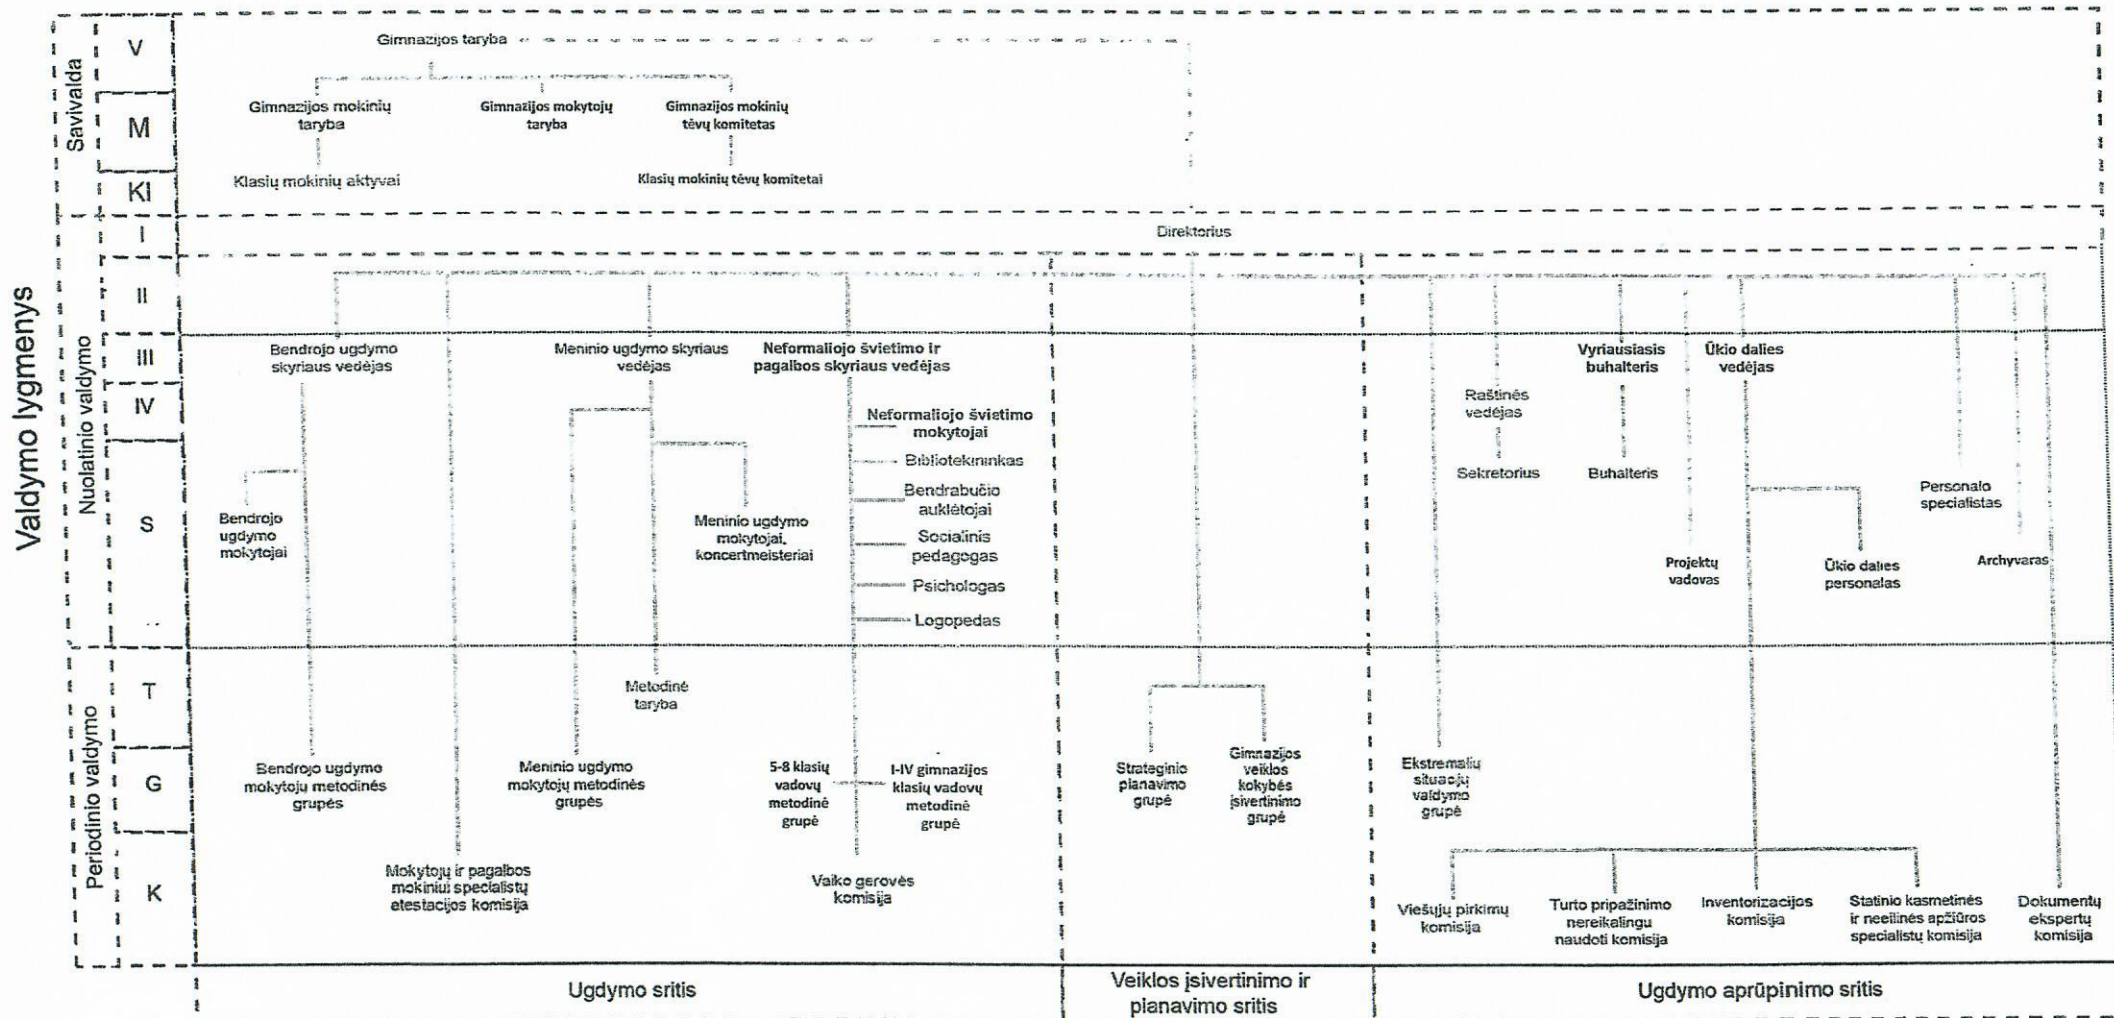 Valdymo lygmenys
Savivalda
V
M
Kl
Gimnazijos taryba
Gimnazijos mokinių
taryba
Gimnazijos mokytojų
taryba
Gimnazijos mokinių
tėvų komitetas
Klasių mokinių aktyvai
Klasių mokinių tėvų komitetai
Nuolatinio valdymo
I
Direktorius
II
III
Bendrojo ugdymo
skyriaus vedėjas
Meninio ugdymo skyriaus
vedėjas
Neformaliojo švietimo ir
pagalbos skyriaus vedėjas
Vyriausiasis
buhalteris
Ūkio dalies
vedėjas
IV
Raštinės
vedėjas
Neformaliojo švietimo
mokytojai
Bibliotekininkas
Bendrabučio
auklėtojai
Socialinis
pedagogas
Psichologas
Logopedas
S
Bendrojo
ugdymo
mokytojai
Meninio ugdymo
mokytojai,
koncertmeisteriai
Sekretorius
Buhalteris
Projektų
vadovas
Ūkio dalies
personalas
Personalo
specialistas
Archyvaras
Periodinio valdymo
T
Metodinė
taryba
G
Bendrojo ugdymo
mokytojų metodinės
grupės
Meninio ugdymo
mokytojų metodinės
grupės
5-8 klasių
vadovų
metodinė
grupė
I-IV gimnazijos
klasių vadovų
metodinė
grupė
Strateginio
planavimo
grupė
Gimnazijos
veiklos
kokybės
įsivertinimo
grupė
Ekstremalių
situacijų
valdymo
grupė
K
Mokytojų ir pagalbos
mokiniui specialistų
atestacijos komisija
Vaiko gerovės
komisija
Viešųjų pirkimų
komisija
Turto pripažinimo
nereikalingu
naudoti komisija
Inventorizacijos
komisija
Statinio kasmetinės
ir neeilinės apžiūros
specialistų komisija
Dokumentų
ekspertų
komisija
Ugdymo sritis
Veiklos įsivertinimo ir
planavimo sritis
Ugdymo aprūpinimo sritis